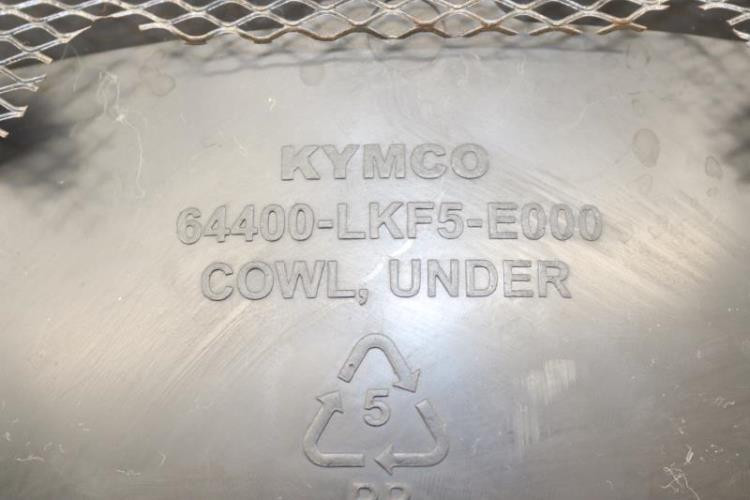 KYMCO
64400-LKF5-E000
COWL, UNDER
5